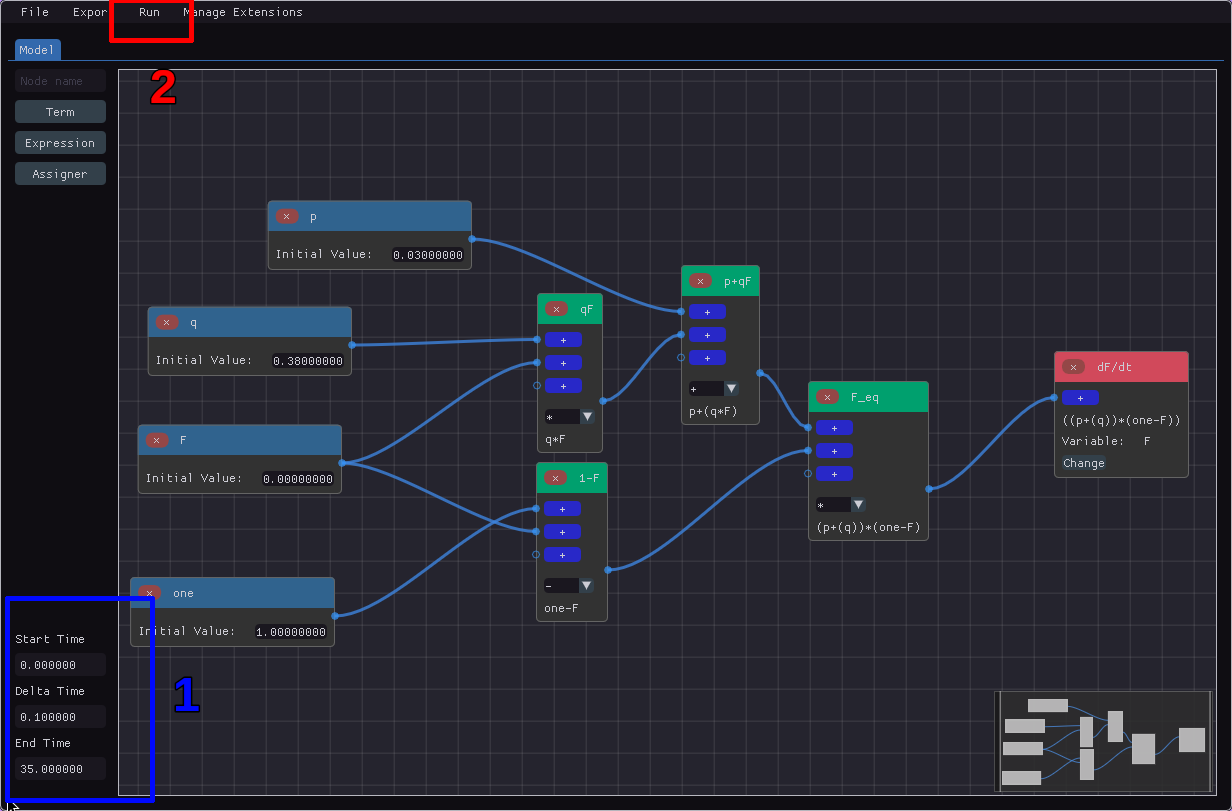 File Expor Run Manage Extensions
Model
Node name
Term
Expression
Assigner
2
p
Initial Value: 0.03000000
q
Initial Value: 0.38000000
F
Initial Value: 0.00000000
one
Initial Value: 1.00000000
qF
+
+
+
*
q*F
1-F
+
+
+
-
one-F
p+qF
+
+
+
+
p+(q*F)
F_eq
+
+
+
*
(p+(q))*(one-F)
dF/dt
+
((p+(q))*(one-F))
Variable: F
Change
Start Time
0.000000
Delta Time
0.100000
End Time
35.000000
1